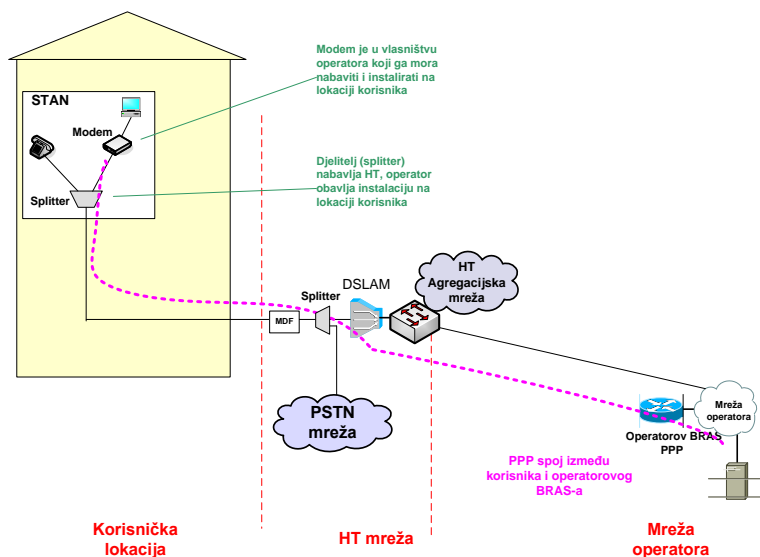 Modem je u vlasništvu
operatora koji ga mora
nabaviti i instalirati na
lokaciji korisnika
STAN
Modem
Djelitelj (splitter)
nabavlja HT, operator
obavlja instalaciju na
lokaciji korisnika
Splitter
HT
Agregacijska
mreža
DSLAM
Splitter
MDF
PSTN
mreža
Mreža
operatora
Operatorov BRAS
PPP
PPP spoj između
korisnika i operatorovog
BRAS-a
Korisnička
lokacija
HT mreža
Mreža
operatora